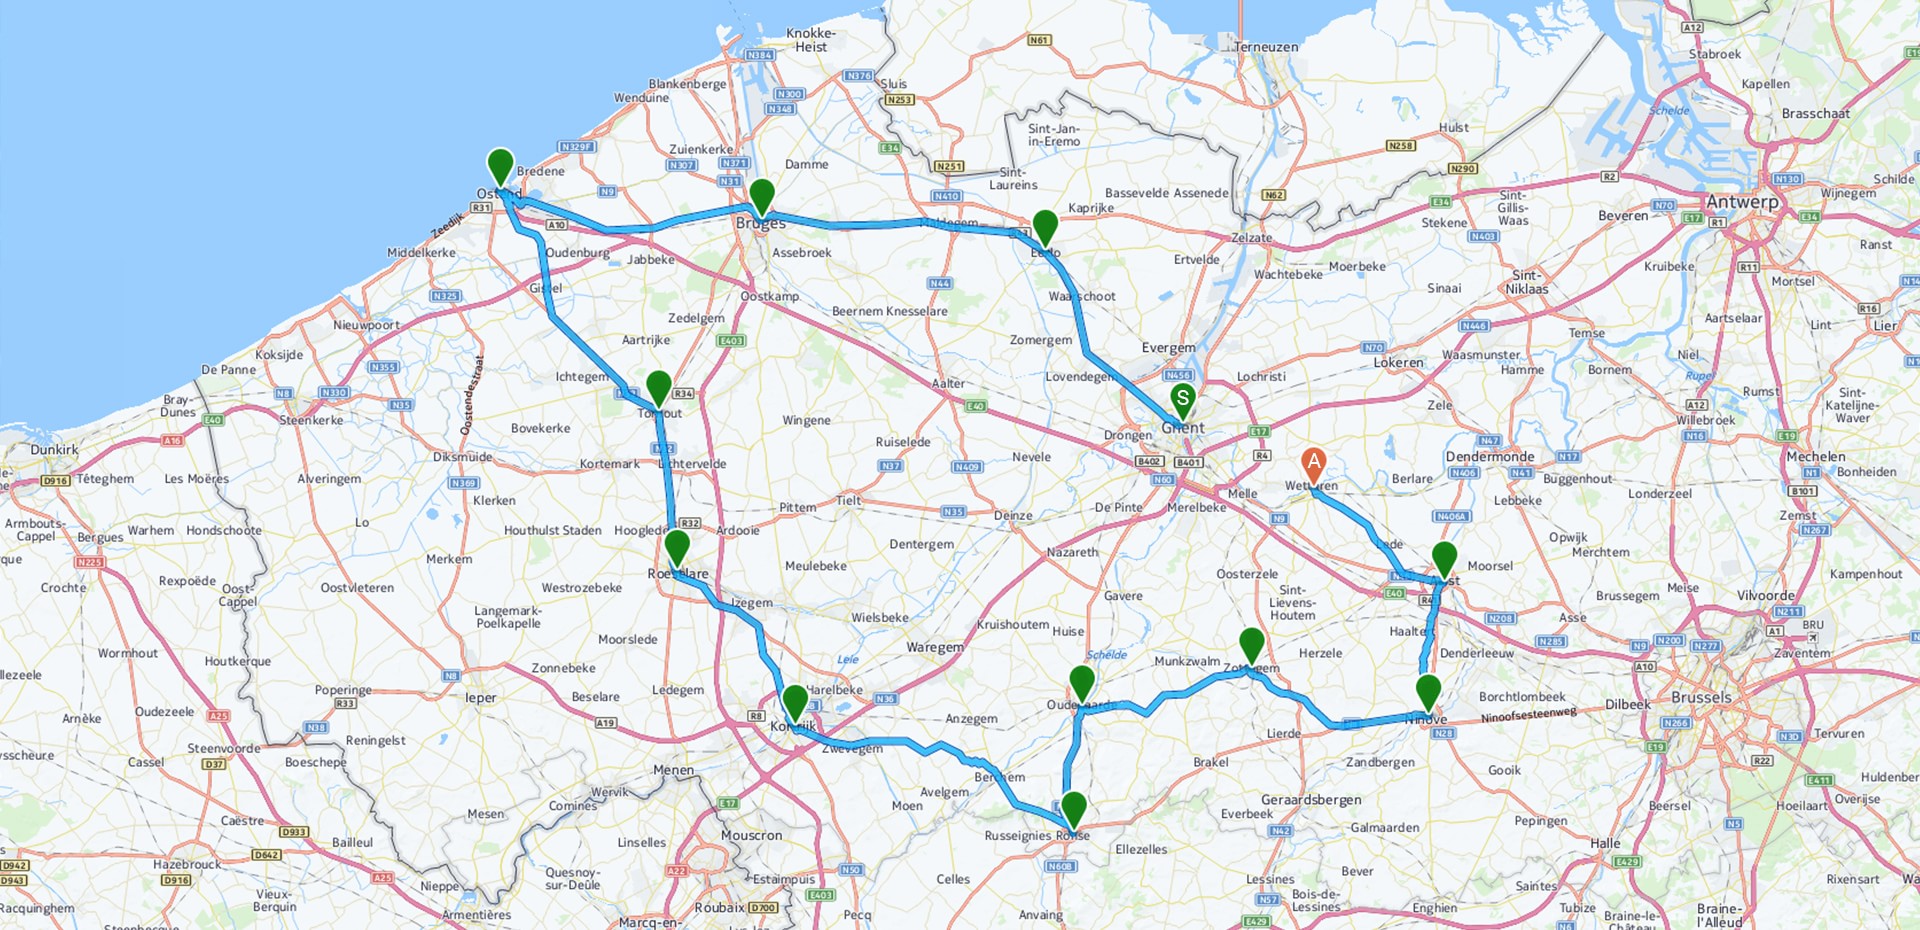 Knokke-
Heist
N61
Terneuzen
A12
Stabroek
N384
N376
Sluis
Blankenberge
Wenduine
N300
N348
N253
Kapellen
Schelde
Brasschaat
Sint-Jan-
in-Eremo
Hulst
N258
N329F
Zuienkerke
E34
N307
N371
Damme
N251
N290
Bredene
Sint-
Laureins
R2
N130
Schilde
N31
N9
N410
Bassevelde
Assenede
N62
E34
Sint-
Gillis-
Waas
N70
Antwerp
Wijnegem
R31
Kaprijke
Beveren
E17
R1
E34
Zeedijk
A10
Bruges
Stekene
N403
Zelzate
Ranst
Middelkerke
Oudenburg
Jabbeke
Assebroek
Ertvelde
Wachtebeke
Moerbeke
Kruibeke
R11
Mortsel
N325
Oostkamp
N44
Waarschoot
Sinaai
Sint-
Niklaas
Nieuwpoort
Zedelgem
Beernem
Knesselare
Aartselaar
Lint
R16
Lier
Koksijde
Aartrijke
E403
Zomergem
Evergem
N446
Temse
Niel
De Panne
N355
N70
Lokeren
Waasmunster
Hamme
Bornem
Rupel
Rumst
Bray-
Dunes
N8
N330
N35
Oostendestraat
Ichtegem
R34
Aalter
Lovendegem
N456
Lochristi
Zele
A12
Sint-
Katelijne-
Waver
E40
Steenkerke
Wingene
E40
S
Ghent
Willebroek
Dunkirk
A16
Bovekerke
Ruiselede
Drongen
E17
N47
N16
E19
D916
Téteghem
Les Moëres
Alveringem
Diksmuide
Kortemark
Lichtervelde
N37
N409
Nevele
B402
B401
R4
A
Dendermonde
N17
Mechelen
N369
Klerken
N60
Wetteren
Berlare
N406
N41
Buggenhout
N1
Bonheiden
Tielt
Pittem
N35
Deinze
De Pinte
Merelbeke
Melle
N9
Lebbeke
Londerzeel
B101
Armbouts-
Cappel
Warhem
Hondschoote
Lo
Houthulst
Staden
R32
Ardooie
N406A
Zemst
Bergues
Dentergem
Opwijk
Merchtem
N267
N225
Merkem
Nazareth
Lede
Crochte
Rexpoëde
Oostvleteren
Westrozebeke
Roeselare
Meulebeke
Oosterzele
Moorsel
Kampenhout
Oost-
Cappel
Izegem
Gavere
Sint-
Lievens-
Houtem
E40
Brussegem
Meise
Vilvoorde
Langemark-
Poelkapelle
Wielsbeke
Kruishoutem
Huise
N208
Asse
N211
Wormhout
Moorslede
Waregem
Haaltert
N285
N200
N277
A1
BRU
Houtkerque
Leie
Schelde
Munkzwalm
Herzele
Denderleeuw
N9
Zaventem
Zonnebeke
A10
N8
Poperinge
R33
Ieper
Beselare
Ledegem
Harelbeke
N36
Borchtlombeek
Brussels
Arnèke
Oudezeele
A25
N38
A19
R8
Anzegem
Ninoofsesteenweg
Dilbeek
N266
Steenvoorde
Reningelst
Zwevegem
Lierde
N28
E19
N3D
Tervuren
Cassel
D37
Boeschepe
Menen
Berchem
Brakel
Zandbergen
Gooik
R22
E411
Huldenber
Wervik
Comines
E17
Avelgem
Moen
Geraardsbergen
Everbeek
Beersel
Hoeilaart
Overijse
Mesen
Caëstre
D933
Mouscron
Russeignies
Ronse
N42
Galmaarden
Pepingen
N5
D642
Bailleul
Linselles
Ellezelles
Halle
D942
Hazebrouck
D916
A25
Nieppe
Quesnoy-
sur-Deûle
A22
Estaimpuis
N50
N60B
Celles
Lessines
Bever
E429
D943
Vieux-
Berquin
Armentières
Roubaix
D700
E403
N57
Bois-de-
Lessines
Saintes
Rixensart
Racquinghem
Marcq-en-
Pecq
Anvaing
E429
Enghien
Tubize
Braine-le-
Château
Braine-
l'Alleud